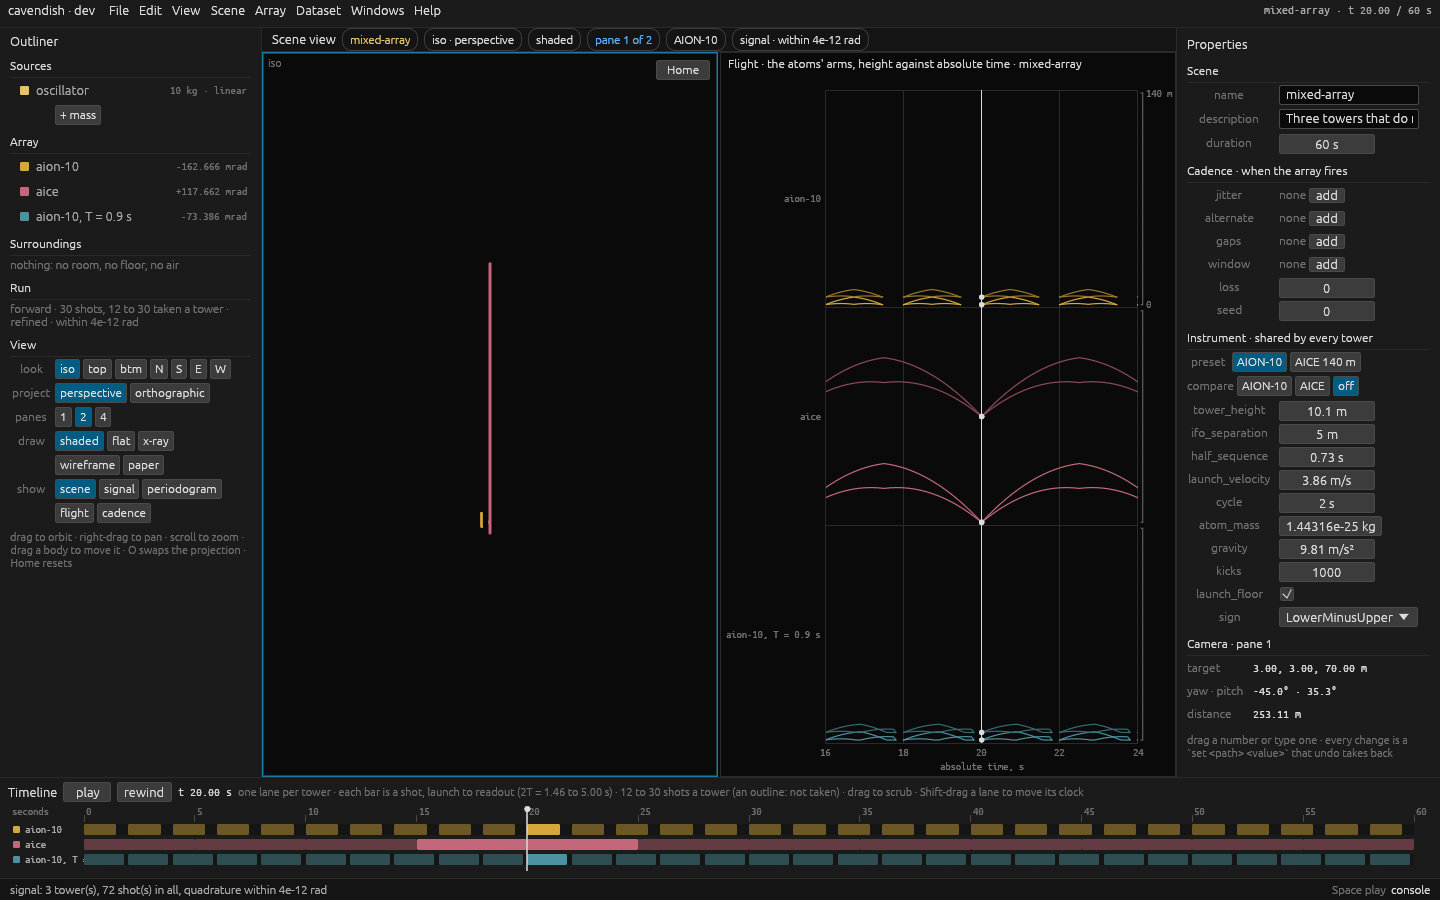 cavendish · dev File Edit View Scene Array Dataset Windows Help mixed-array · t 20.00 / 60 s
Outliner
Sources
oscillator 10 kg · linear
+ mass
Array
aion-10 -162.666 mrad
aice +117.662 mrad
aion-10, T = 0.9 s -73.386 mrad
Surroundings
nothing: no room, no floor, no air
Run
forward · 30 shots, 12 to 30 taken a tower ·
refined · within 4e-12 rad
View
look iso top btm N S E W
project perspective orthographic
panes 1 2 4
draw shaded flat x-ray
wireframe paper
show scene signal periodogram
flight cadence
drag to orbit · right-drag to pan · scroll to zoom ·
drag a body to move it · O swaps the projection ·
Home resets
Scene view mixed-array iso · perspective shaded pane 1 of 2 AION-10 signal · within 4e-12 rad
iso
Home
Flight · the atoms' arms, height against absolute time · mixed-array
140 m
aion-10
0
aice
aion-10, T = 0.9 s
16 18 20 22 24
absolute time, s
Properties
Scene
name mixed-array
description Three towers that do
duration 60 s
Cadence · when the array fires
jitter none add
alternate none add
gaps none add
window none add
loss 0
seed 0
Instrument · shared by every tower
preset AION-10 AICE 140 m
compare AION-10 AICE off
tower_height 10.1 m
ifo_separation 5 m
half_sequence 0.73 s
launch_velocity 3.86 m/s
cycle 2 s
atom_mass 1.44316e-25 kg
gravity 9.81 m/s²
kicks 1000
launch_floor
sign LowerMinusUpper
Camera · pane 1
target 3.00, 3.00, 70.00 m
yaw · pitch -45.0° · 35.3°
distance 253.11 m
drag a number or type one · every change is a
`set <path> <value>` that undo takes back
Timeline play rewind t 20.00 s one lane per tower · each bar is a shot, launch to readout (2T = 1.46 to 5.00 s) · 12 to 30 shots a tower (an outline: not taken) · drag to scrub · Shift-drag a lane to move its clock
seconds 0 5 10 15 20 25 30 35 40 45 50 55 60
aion-10
aice
aion-10, T
signal: 3 tower(s), 72 shot(s) in all, quadrature within 4e-12 rad Space play console